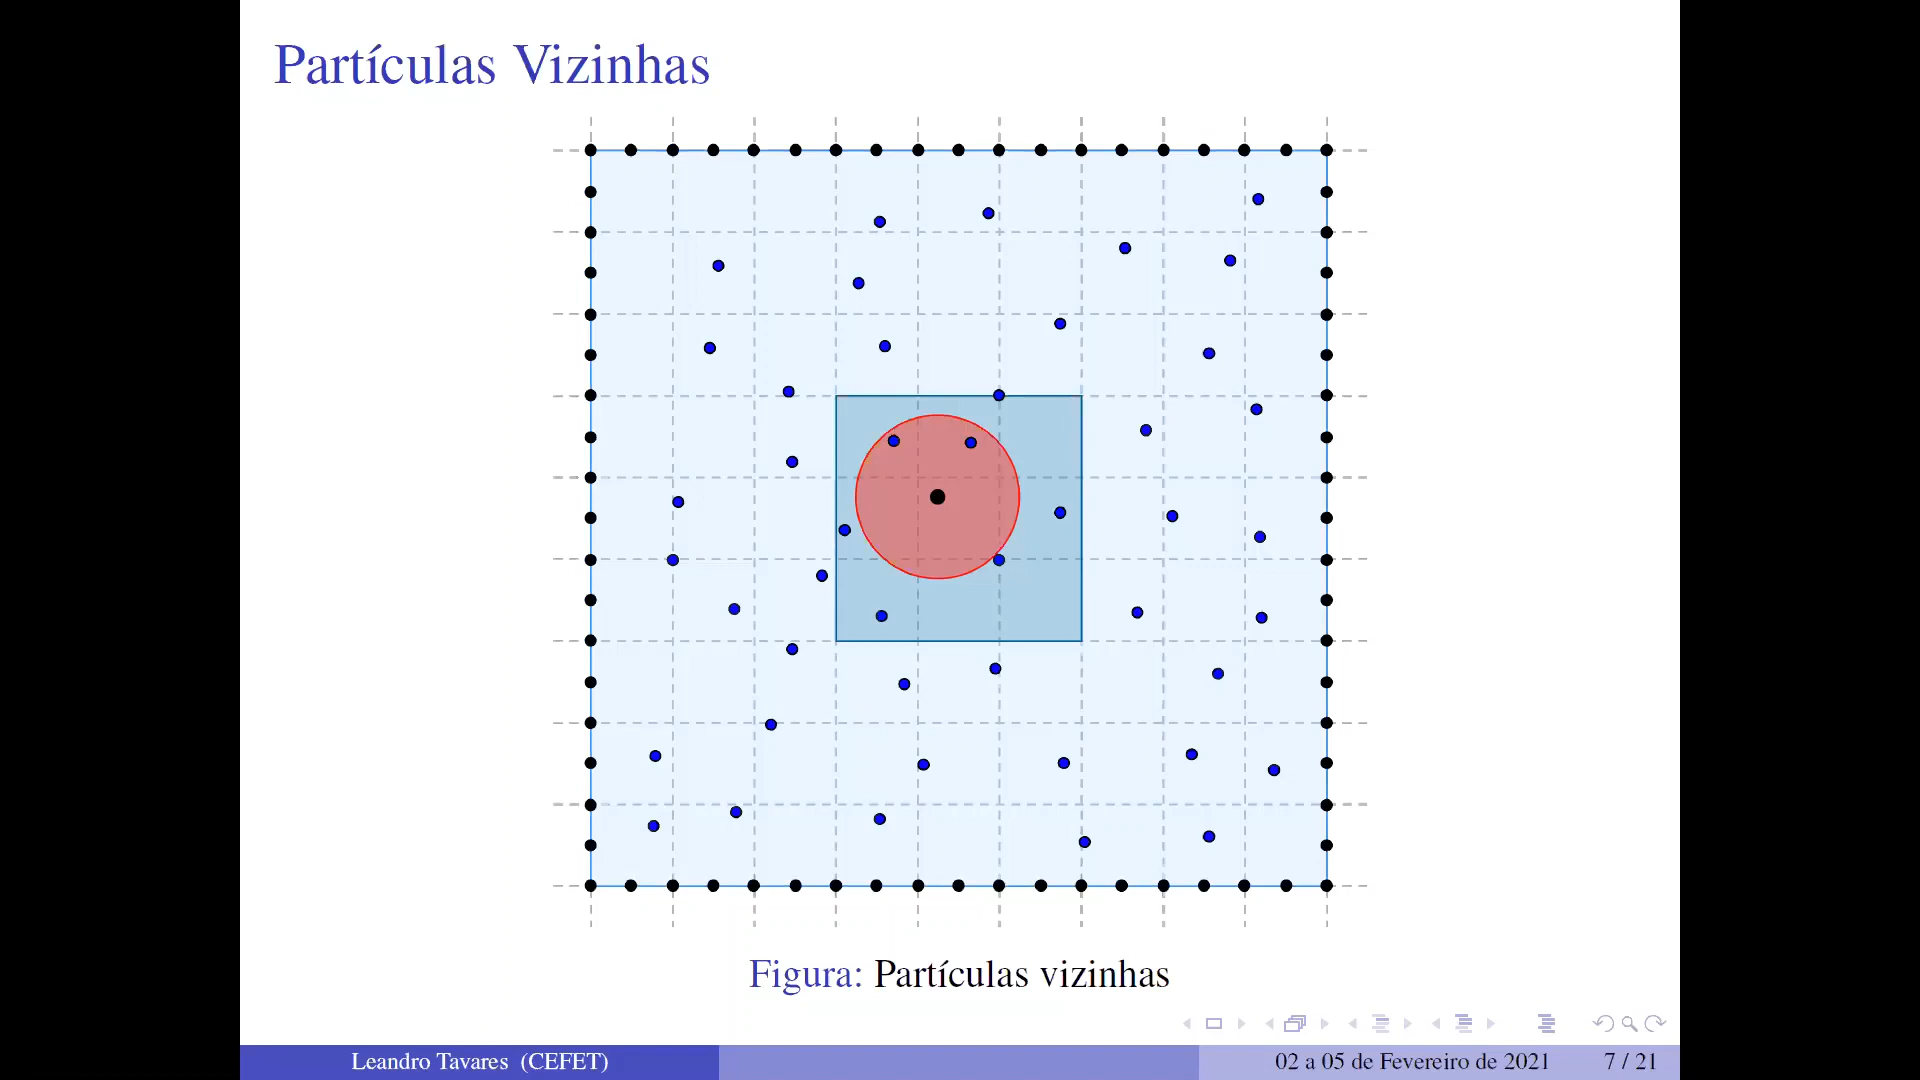 Partículas Vizinhas
Figura: Partículas vizinhas
Leandro Tavares (CEFET)
02 a 05 de Fevereiro de 2021
7 / 21